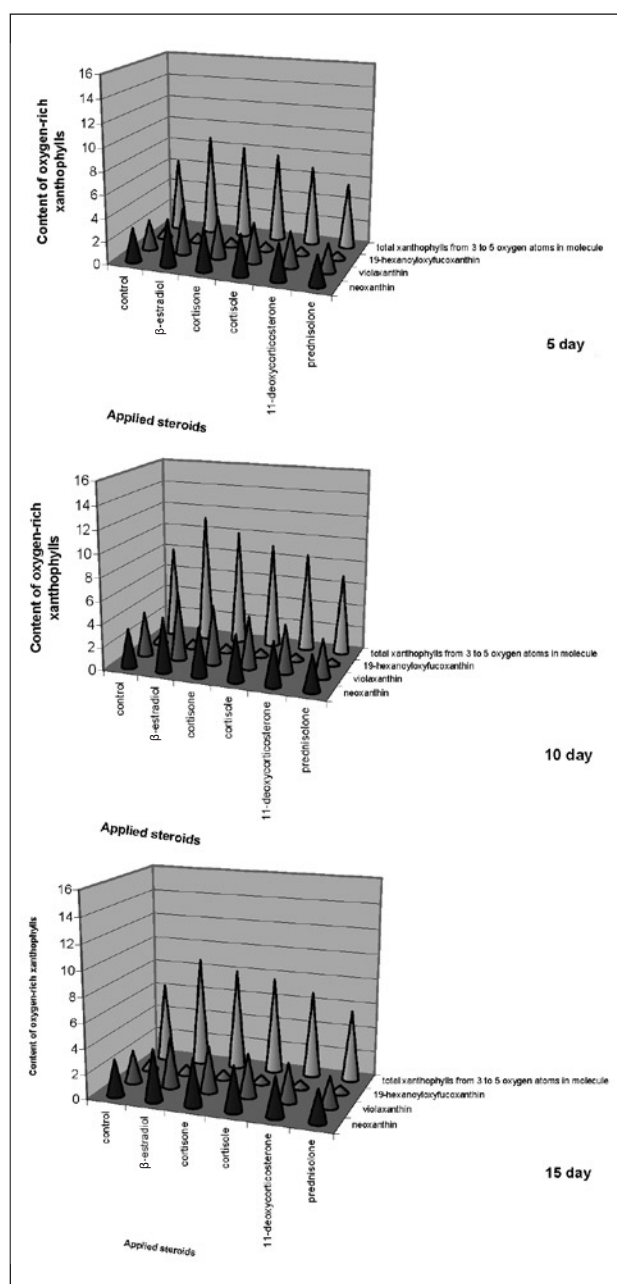 Content of oxygen-rich
xanthophylls
16
14
12
10
8
6
4
2
0
control
β-estradiol
cortisone
cortisole
11-deoxycorticosterone
prednisolone
total xanthophylls from 3 to 5 oxygen atoms in molecule
19-hexanoyloxyfucoxanthin
violaxanthin
neoxanthin
5 day
Applied steroids
Content of oxygen-rich
xanthophylls
16
14
12
10
8
6
4
2
0
control
β-estradiol
cortisone
cortisole
11-deoxycorticosterone
prednisolone
total xanthophylls from 3 to 5 oxygen atoms in molecule
19-hexanoyloxyfucoxanthin
violaxanthin
neoxanthin
10 day
Applied steroids
Content of oxygen-rich xanthophylls
16
14
12
10
8
6
4
2
0
control
β-estradiol
cortisone
cortisole
11-deoxycorticosterone
prednisolone
total xanthophylls from 3 to 5 oxygen atoms in molecule
19-hexanoyloxyfucoxanthin
violaxanthin
neoxanthin
15 day
Applied steroids